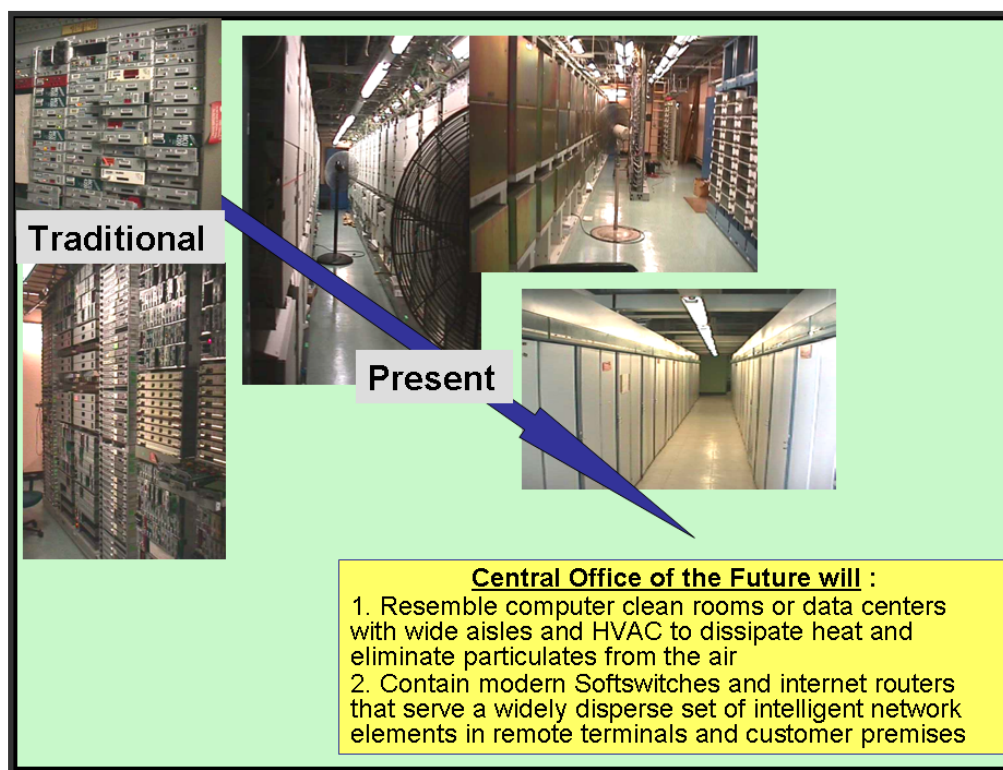 Traditional
Present
Central Office of the Future will :
1. Resemble computer clean rooms or data centers
with wide aisles and HVAC to dissipate heat and
eliminate particulates from the air
2. Contain modern Softswitches and internet routers
that serve a widely disperse set of intelligent network
elements in remote terminals and customer premises